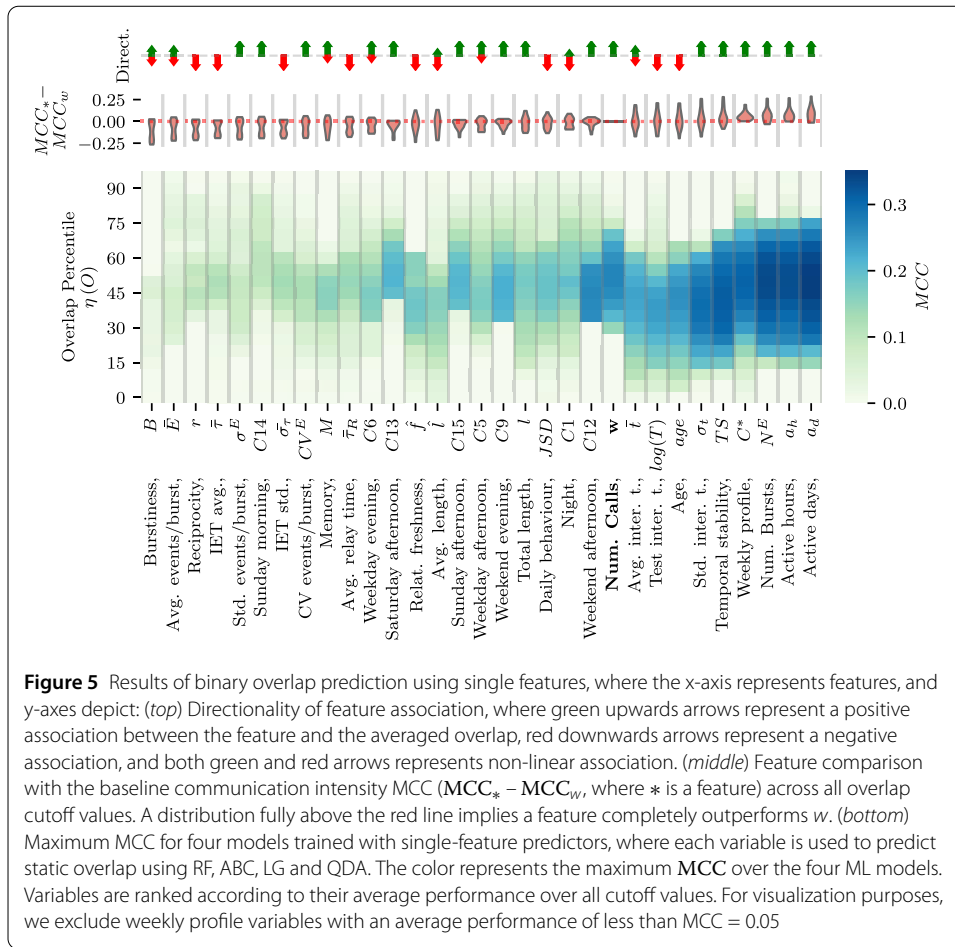 Direct.
MCC* −
MCCw
0.25
0.00
−0.25
Overlap Percentile
η (O)
90
75
60
45
30
15
0
MCC
0.3
0.2
0.1
0.0
Burstiness, B
Avg. events/burst, Ē
Reciprocity, r
IET avg., τ̄
Std. events/burst, σ^E
Sunday morning, C14
IET std., σ̄_τ
CV events/burst, CV^E
Memory, M
Avg. relay time, τ̄_R
Weekday evening, C6
Saturday afternoon, C13
Relat. freshness, f̂
Avg. length, l̂
Sunday afternoon, C15
Weekday afternoon, C5
Weekend evening, C9
Total length, l
Daily behaviour, JSD
Night, C1
Weekend afternoon, C12
Num. Calls, w
Avg. inter. t., t̄
Test inter. t., log(T)
Age, age
Std. inter. t., σ_t
Temporal stability, TS
Weekly profile, C*
Num. Bursts, N^E
Active hours, a_h
Active days, a_d
Figure 5 Results of binary overlap prediction using single features, where the x-axis represents features, and
y-axes depict: (top) Directionality of feature association, where green upwards arrows represent a positive
association between the feature and the averaged overlap, red downwards arrows represent a negative
association, and both green and red arrows represents non-linear association. (middle) Feature comparison
with the baseline communication intensity MCC (MCC∗ – MCCw, where ∗ is a feature) across all overlap
cutoff values. A distribution fully above the red line implies a feature completely outperforms w. (bottom)
Maximum MCC for four models trained with single-feature predictors, where each variable is used to predict
static overlap using RF, ABC, LG and QDA. The color represents the maximum MCC over the four ML models.
Variables are ranked according to their average performance over all cutoff values. For visualization purposes,
we exclude weekly profile variables with an average performance of less than MCC = 0.05